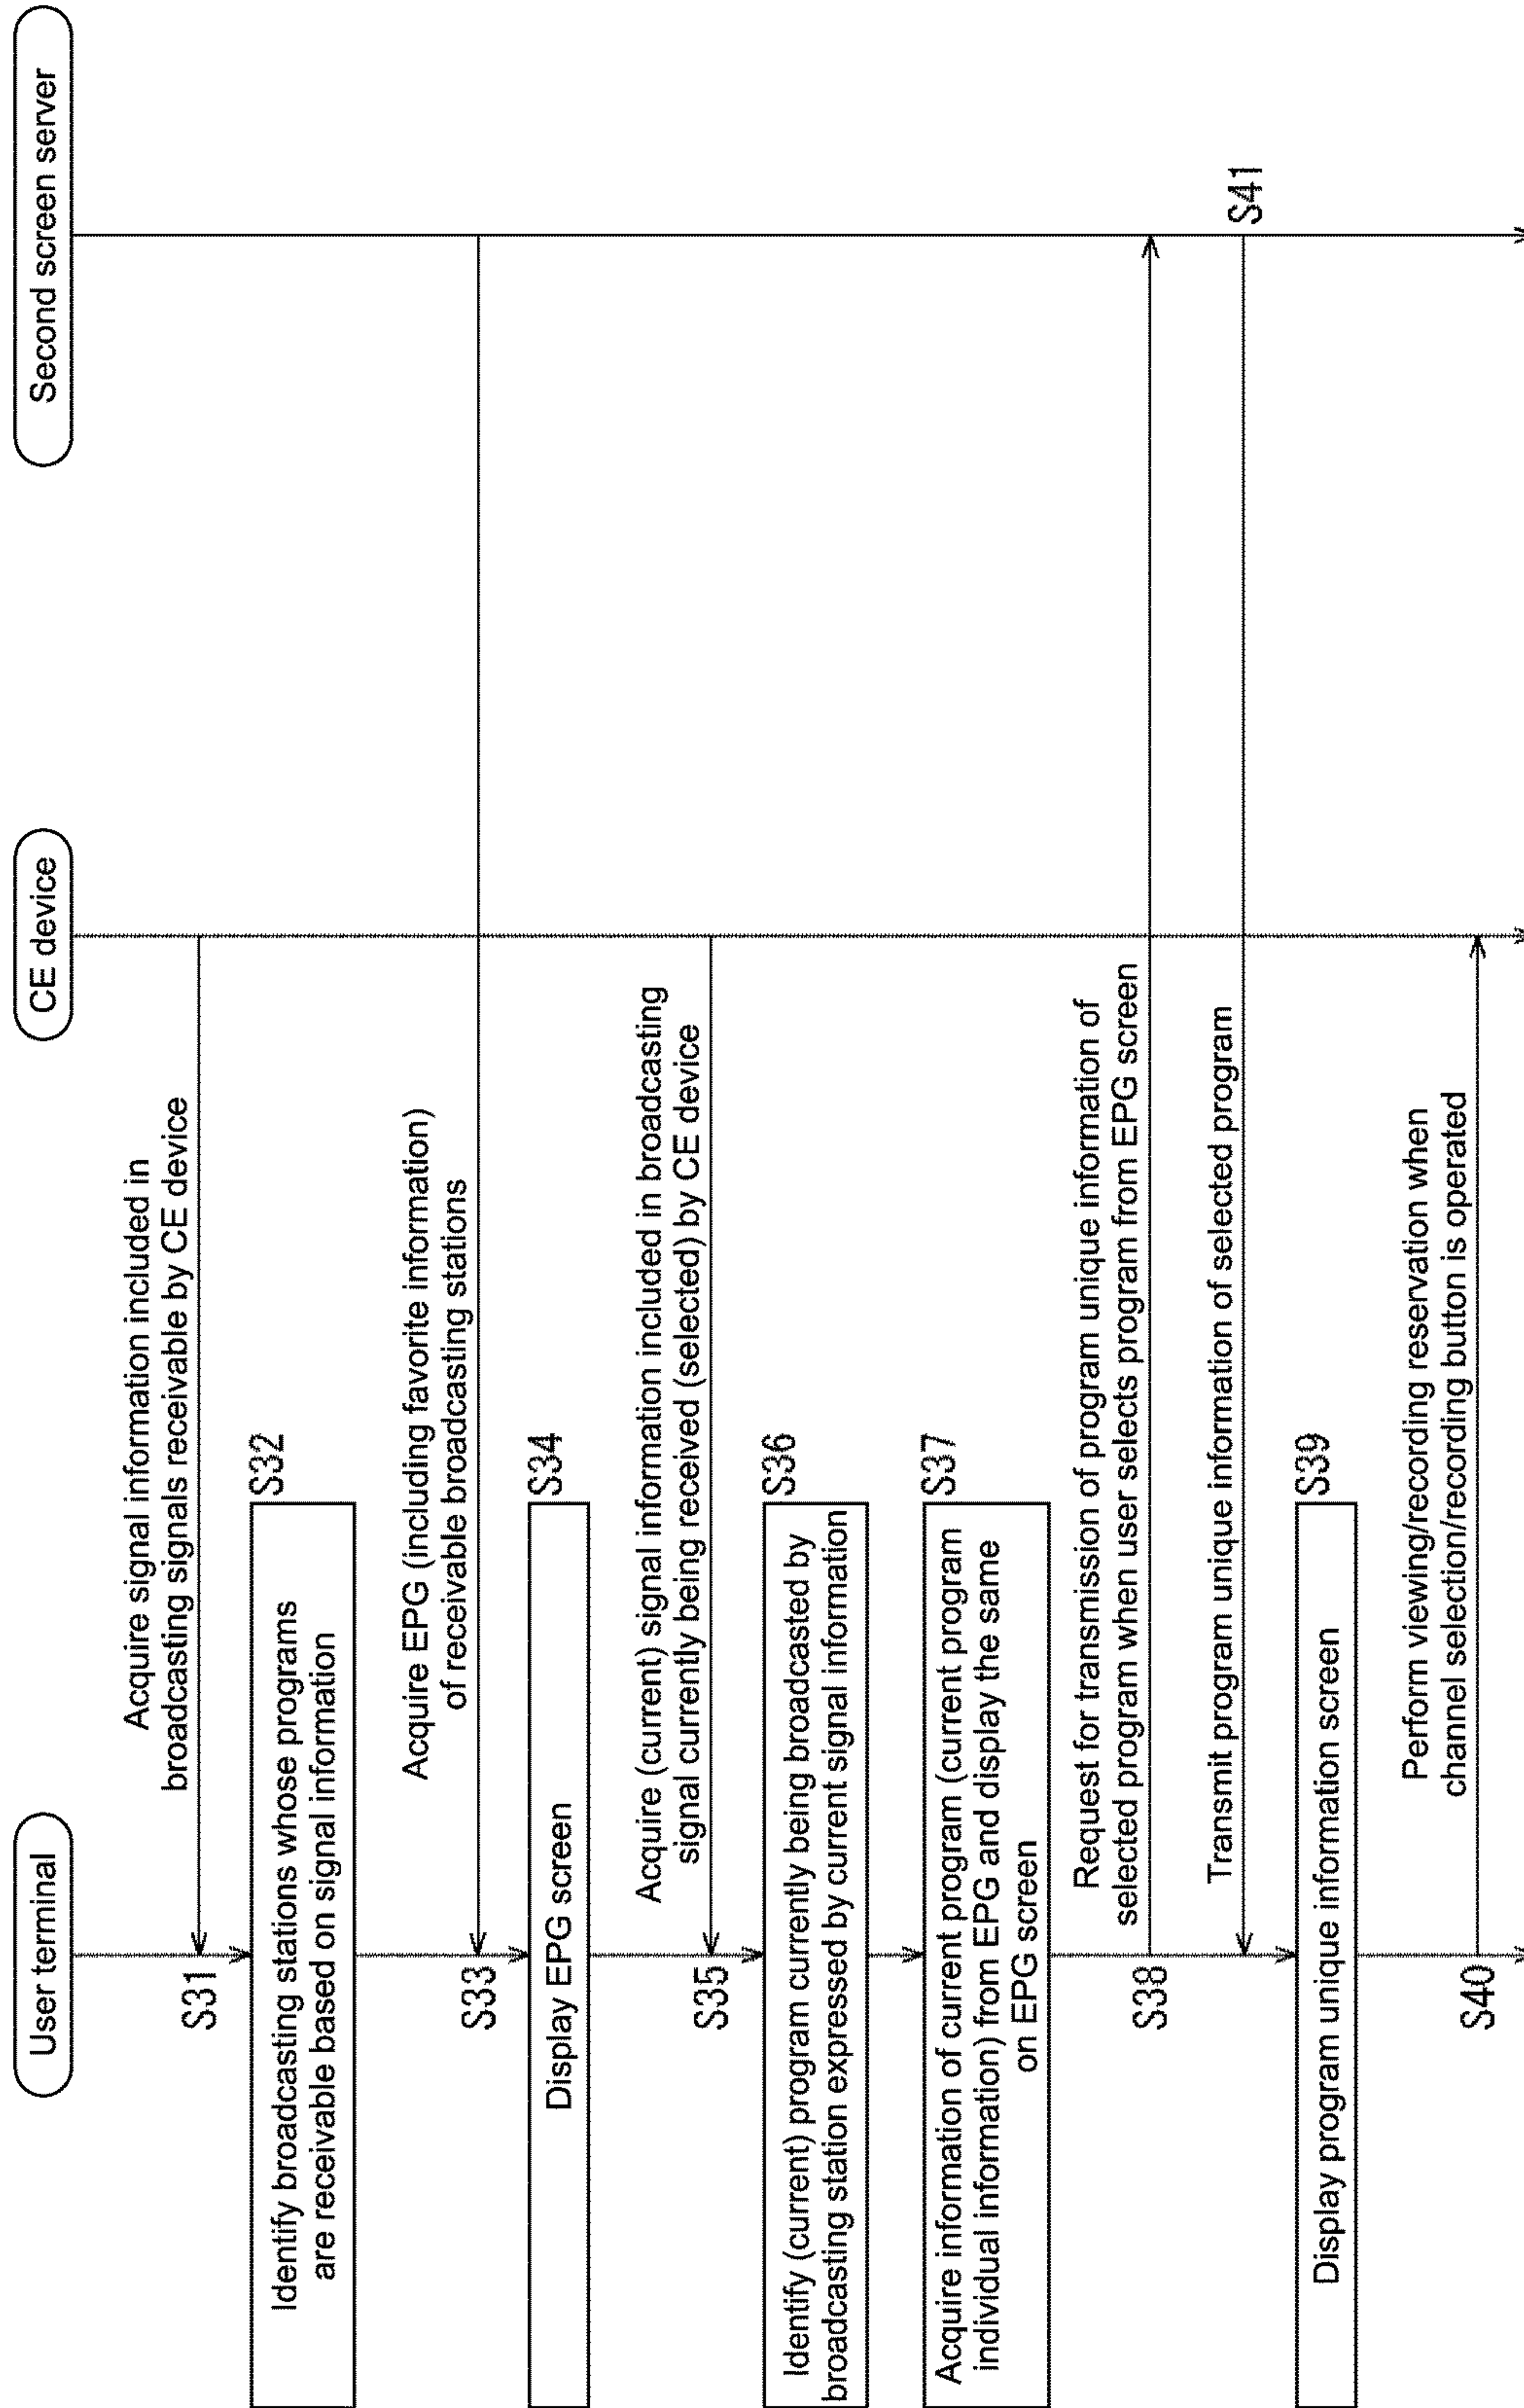 User terminal
CE device
Second screen server
Acquire signal information included in
broadcasting signals receivable by CE device
S31
Identify broadcasting stations whose programs
are receivable based on signal information
S32
Acquire EPG (including favorite information)
of receivable broadcasting stations
S33
Display EPG screen
S34
Acquire (current) signal information included in broadcasting
signal currently being received (selected) by CE device
S35
Identify (current) program currently being broadcasted by
broadcasting station expressed by current signal information
S36
Acquire information of current program (current program
individual information) from EPG and display the same
on EPG screen
S37
Request for transmission of program unique information of
selected program when user selects program from EPG screen
S38
Transmit program unique information of selected program
S41
Display program unique information screen
S39
Perform viewing/recording reservation when
channel selection/recording button is operated
S40